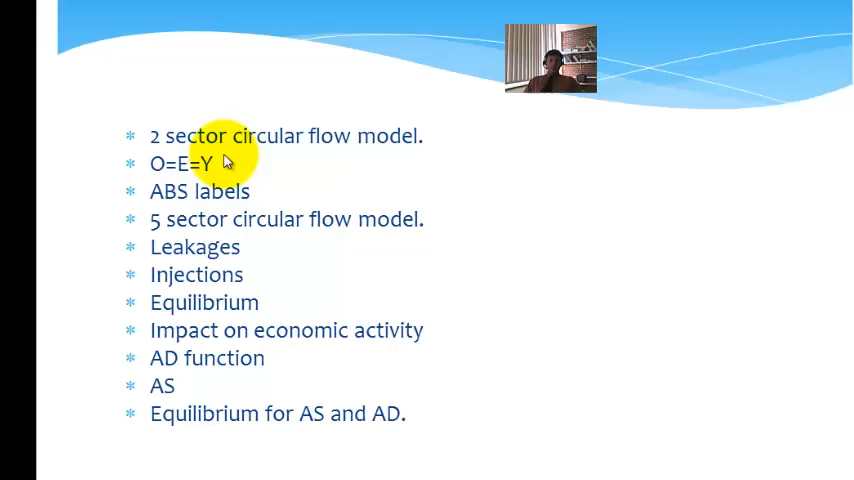 * 2 sector circular flow model.
* O=E=Y
* ABS labels
* 5 sector circular flow model.
* Leakages
* Injections
* Equilibrium
* Impact on economic activity
* AD function
* AS
* Equilibrium for AS and AD.